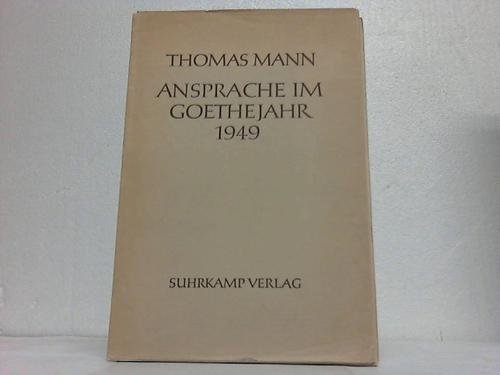 THOMAS MANN
ANSPRACHE IM
GOETHEJAHR
1949
SUHRKAMP VERLAG